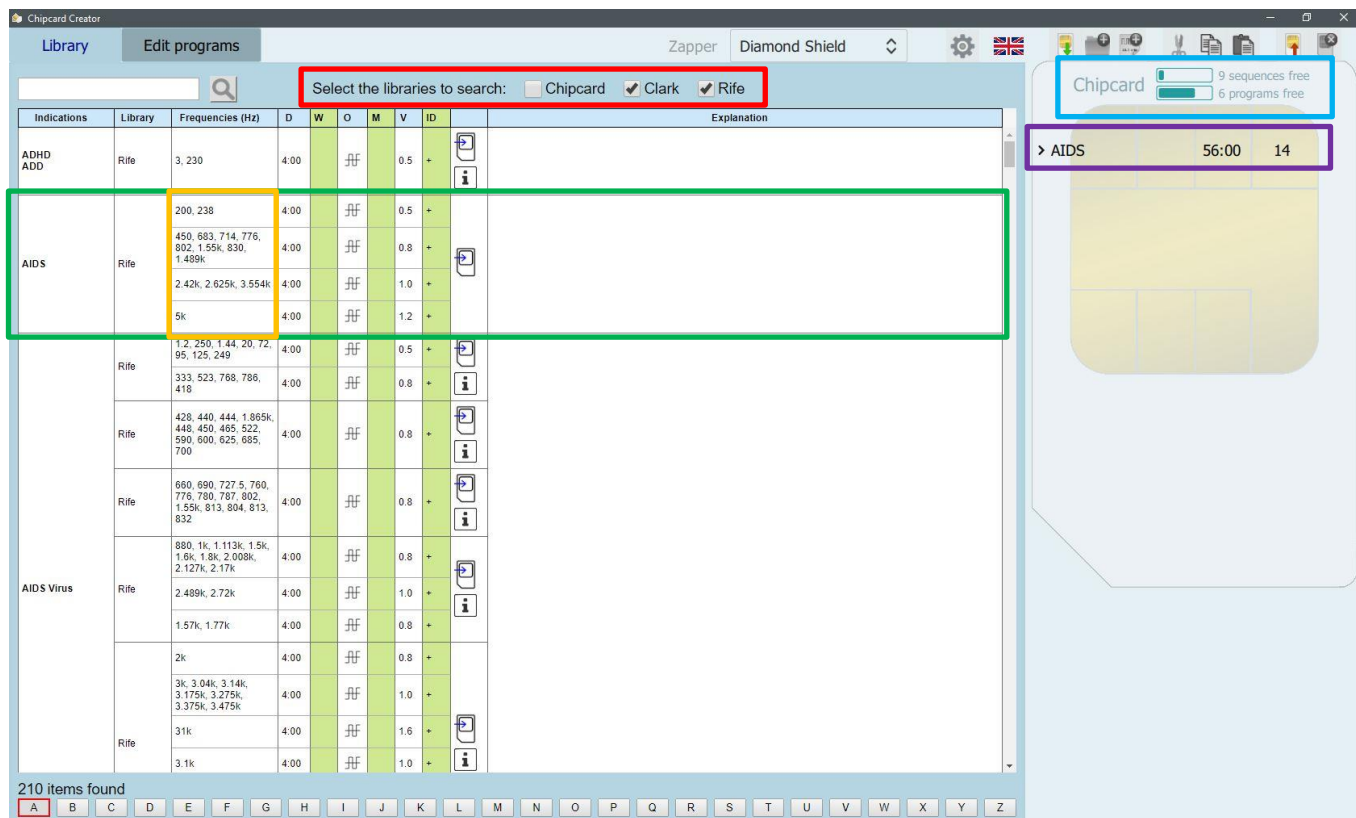 Chipcard Creator
Library
Edit programs
Zapper
Diamond Shield
Select the libraries to search:
Chipcard
Clark
Rife
Indications Library Frequencies (Hz) D W O M V ID Explanation
ADHD
ADD
Rife
3, 230
4:00
0.5 +
AIDS
Rife
200, 238
4:00
0.5 +
450, 683, 714, 776,
802, 1.55k, 830,
1.489k
4:00
0.8 +
2.42k, 2.625k, 3.554k
4:00
1.0 +
5k
4:00
1.2 +
AIDS Virus
Rife
1.2, 250, 1.44, 20, 72,
95, 125, 249
4:00
0.5 +
333, 523, 768, 786,
418
4:00
0.8 +
Rife
428, 440, 444, 1.865k,
448, 450, 465, 522,
590, 600, 625, 685,
700
4:00
0.8 +
Rife
660, 690, 727.5, 760,
776, 780, 787, 802,
1.55k, 813, 804, 813,
832
4:00
0.8 +
Rife
880, 1k, 1.113k, 1.5k,
1.6k, 1.8k, 2.008k,
2.127k, 2.17k
4:00
0.8 +
2.489k, 2.72k
4:00
1.0 +
1.57k, 1.77k
4:00
0.8 +
Rife
2k
4:00
0.8 +
3k, 3.04k, 3.14k,
3.175k, 3.275k,
3.375k, 3.475k
4:00
1.0 +
31k
4:00
1.6 +
3.1k
4:00
1.0 +
210 items found
A B C D E F G H I J K L M N O P Q R S T U V W X Y Z
Chipcard
9 sequences free
6 programs free
> AIDS 56:00 14